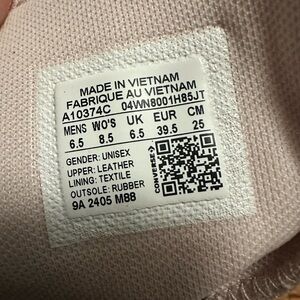 MADE IN VIETNAM
FABRIQUE AU VIETNAM
A10374C 04WN8001H85JT
MENS WO'S UK EUR CM
6.5 8.5 6.5 39.5 25
GENDER: UNISEX
UPPER: LEATHER
LINING: TEXTILE
OUTSOLE: RUBBER
9A 2405 M88
CONVERSE